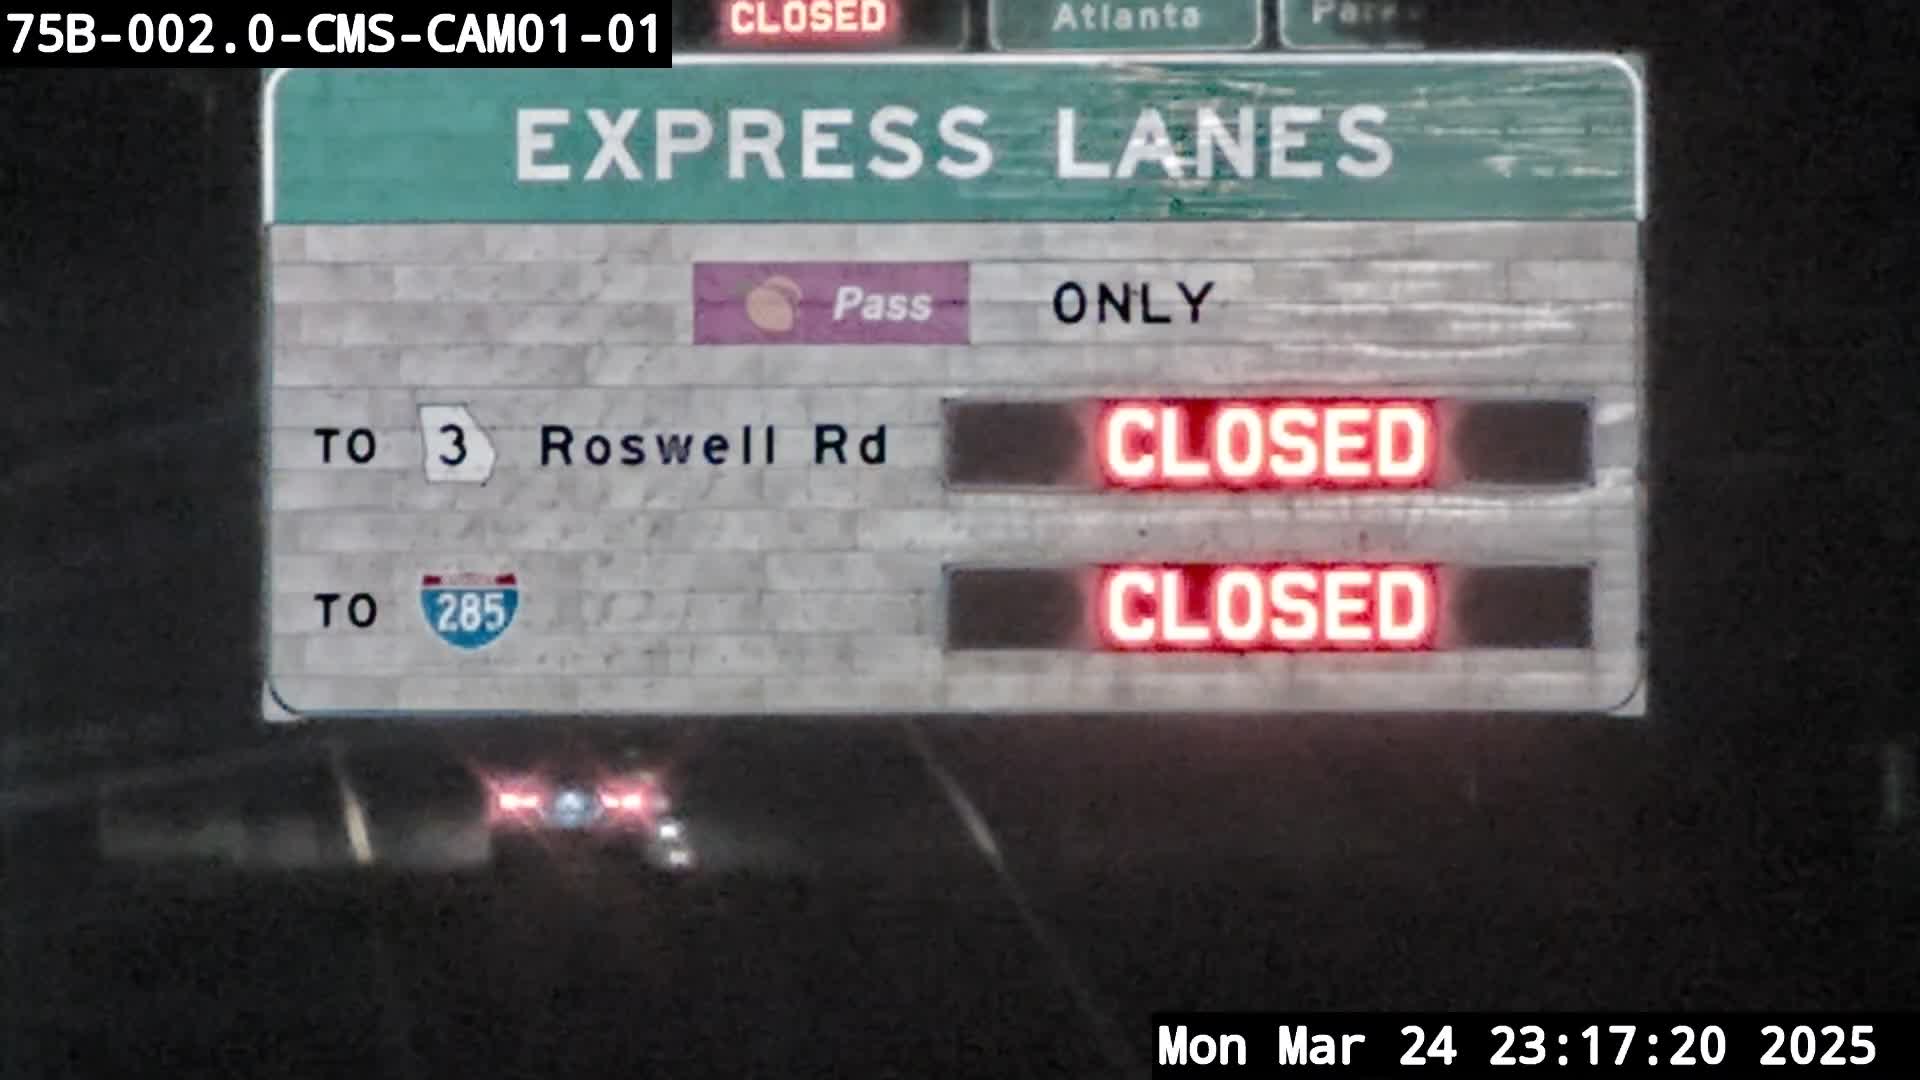 75B-002.0-CMS-CAM01-01
CLOSED
Atlanta
EXPRESS LANES
Pass ONLY
TO 3 Roswell Rd CLOSED
TO 285 CLOSED
Mon Mar 24 23:17:20 2025